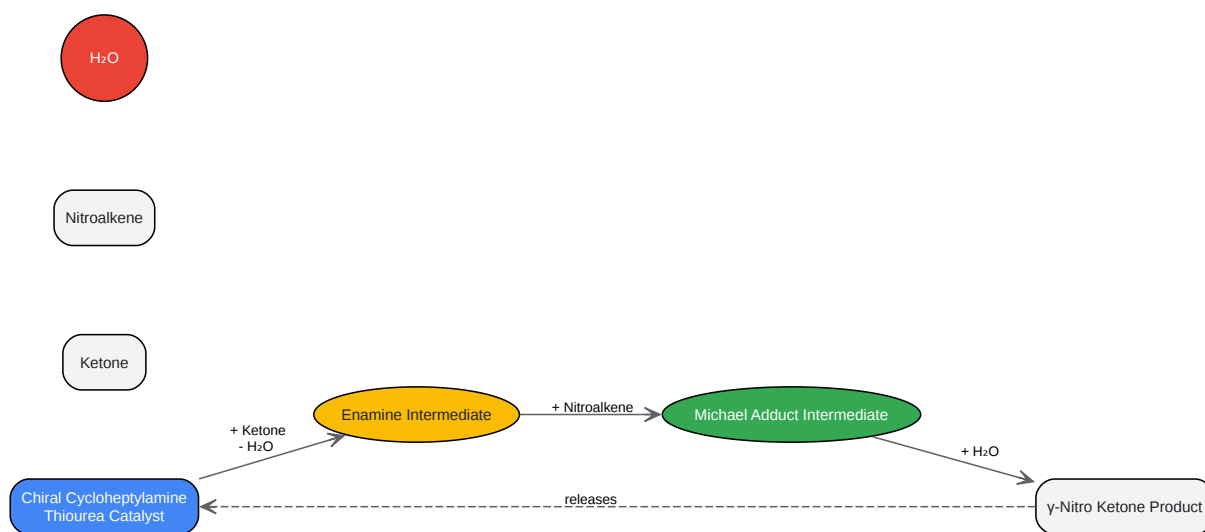 H₂O
Nitroalkene
Ketone
Enamine Intermediate
+ Nitroalkene
Michael Adduct Intermediate
+ Ketone
- H₂O
+ H₂O
Chiral Cycloheptylamine
Thiourea Catalyst
releases
γ-Nitro Ketone Product